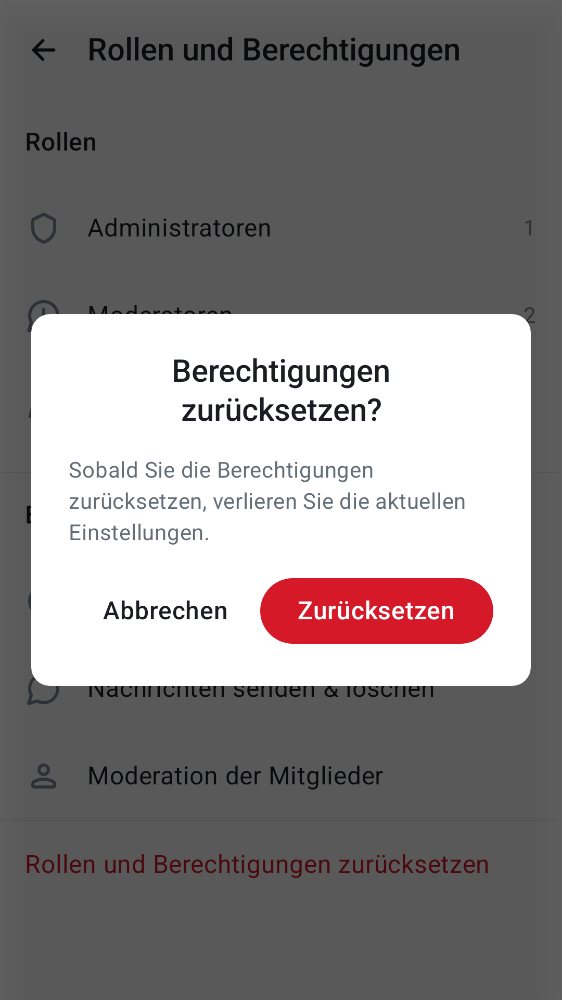 Rollen und Berechtigungen
Rollen
Administratoren 1
Moderatoren 2
Berechtigungen
zurücksetzen?
Sobald Sie die Berechtigungen
zurücksetzen, verlieren Sie die aktuellen
Einstellungen.
Abbrechen Zurücksetzen
Nachrichten senden & löschen
Moderation der Mitglieder
Rollen und Berechtigungen zurücksetzen